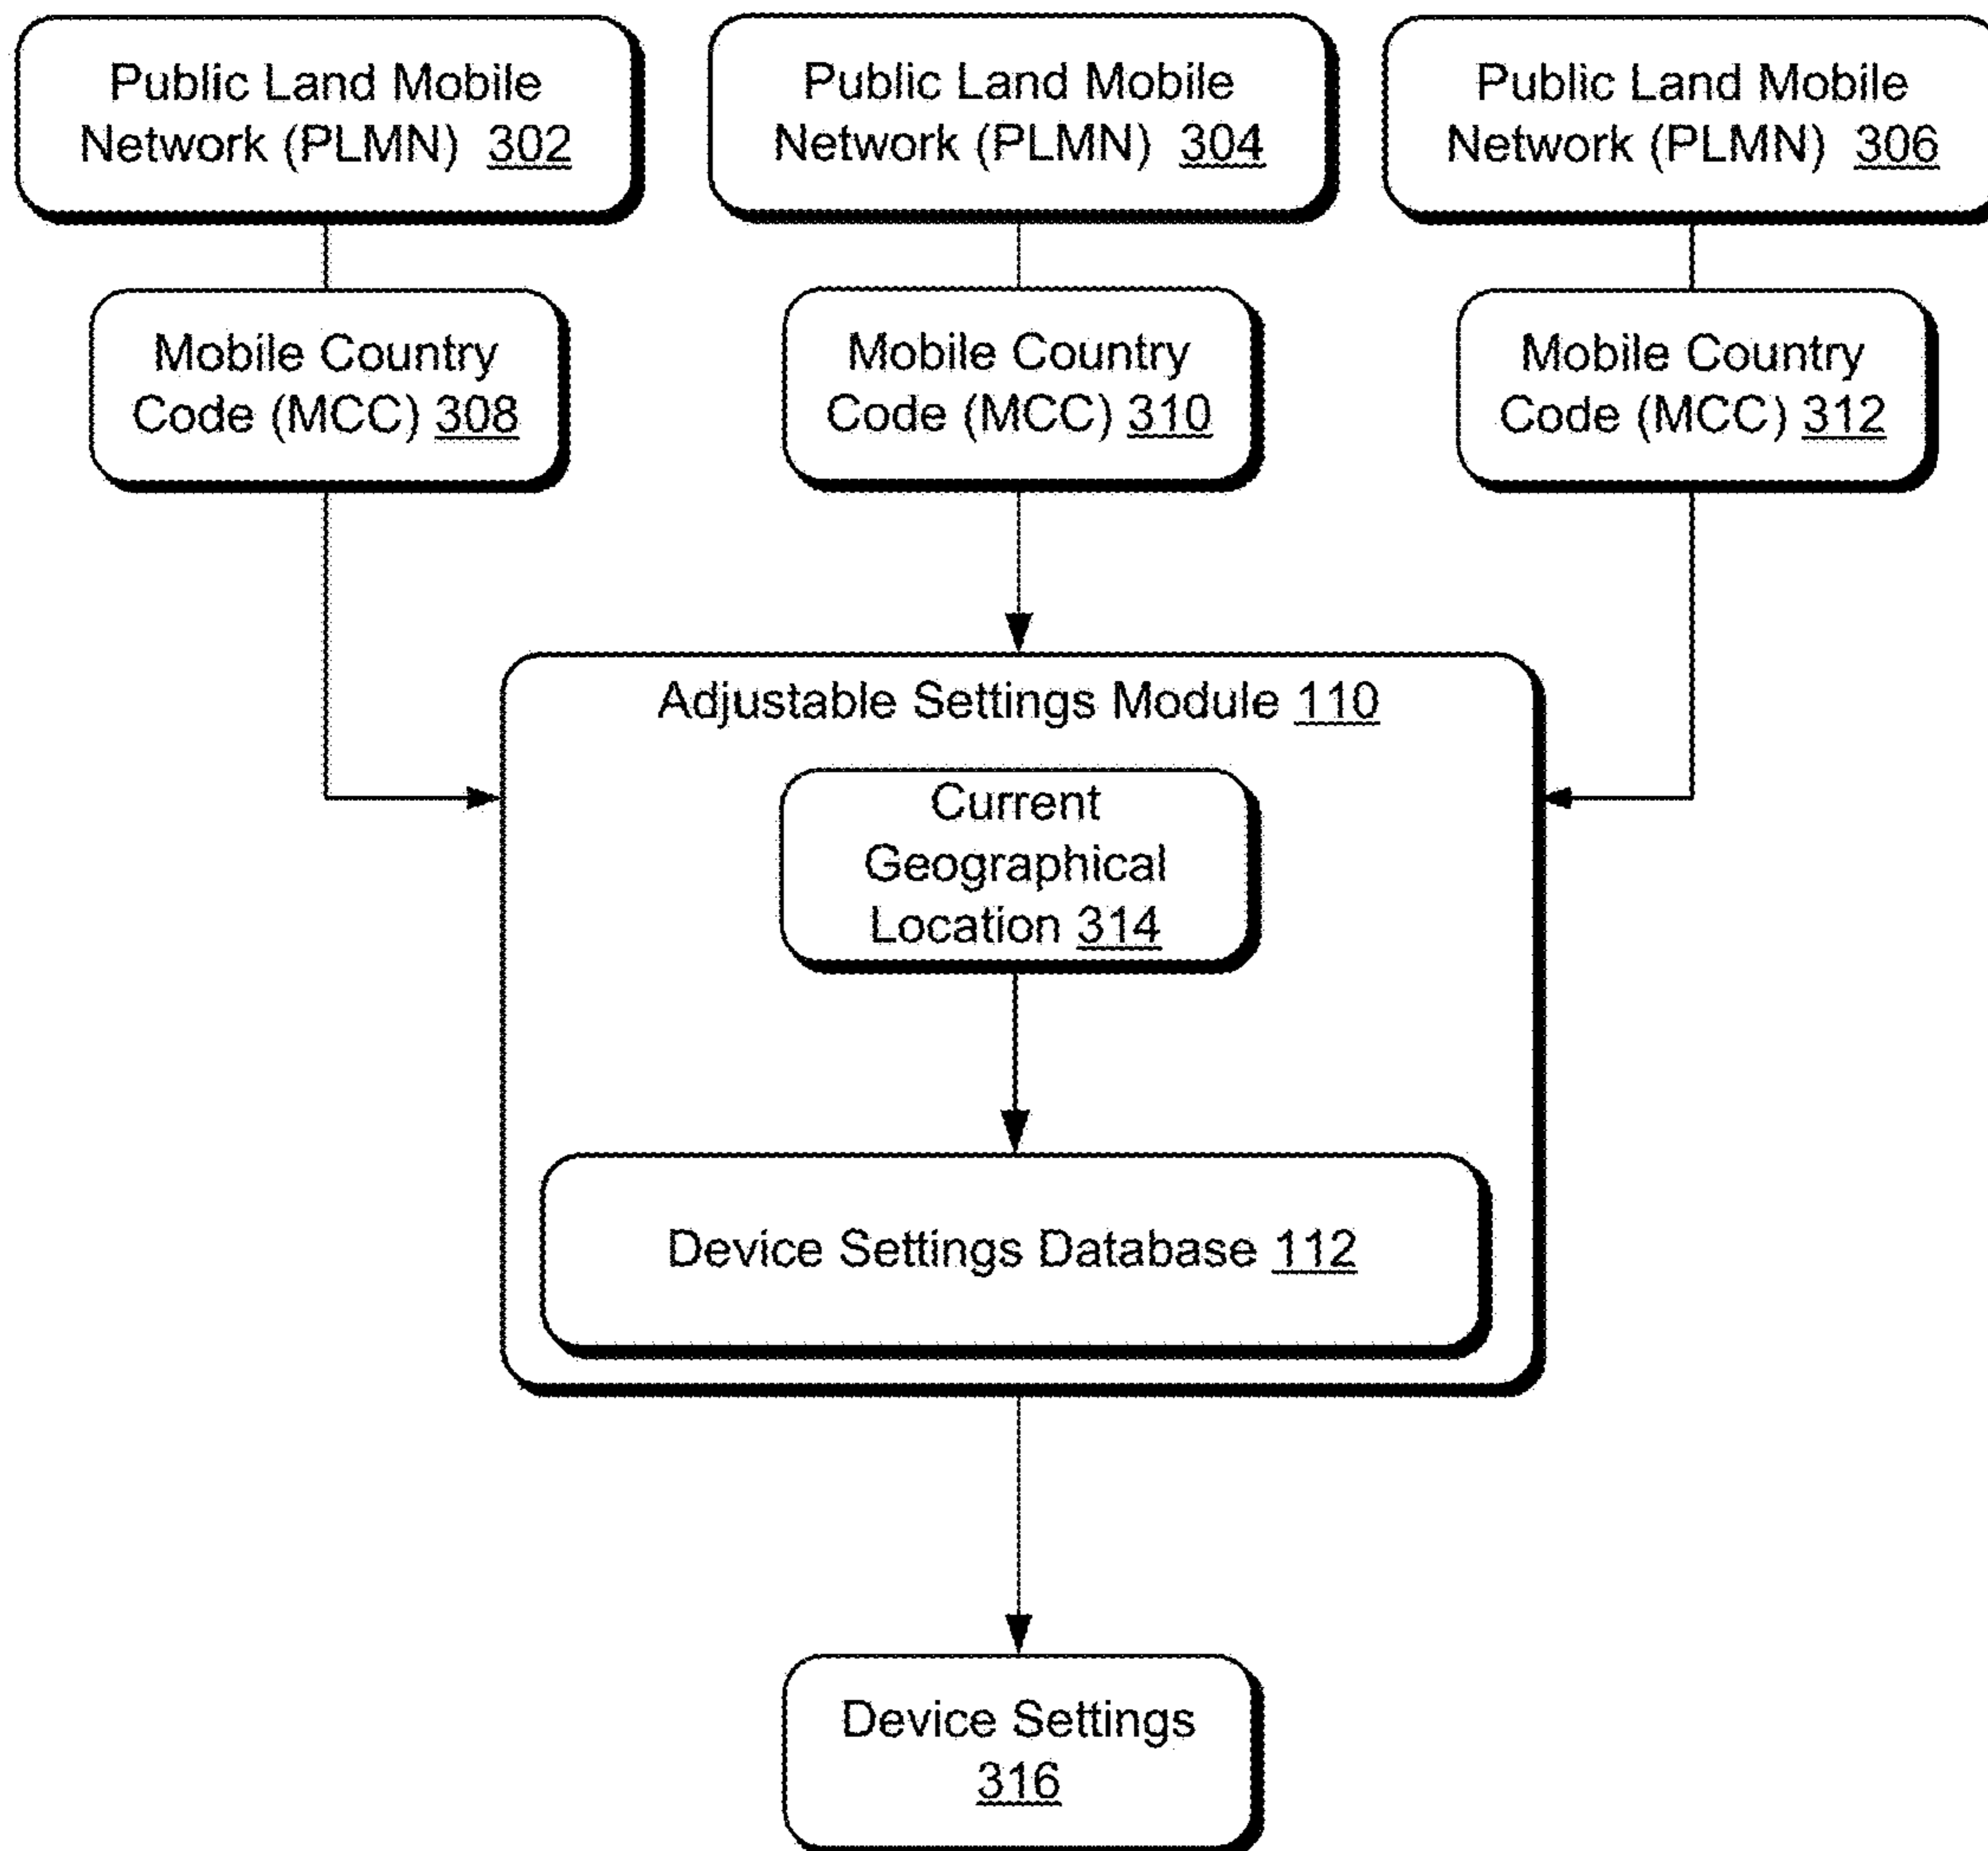 Public Land Mobile
Network (PLMN) 302
Public Land Mobile
Network (PLMN) 304
Public Land Mobile
Network (PLMN) 306
Mobile Country
Code (MCC) 308
Mobile Country
Code (MCC) 310
Mobile Country
Code (MCC) 312
Adjustable Settings Module 110
Current
Geographical
Location 314
Device Settings Database 112
Device Settings
316